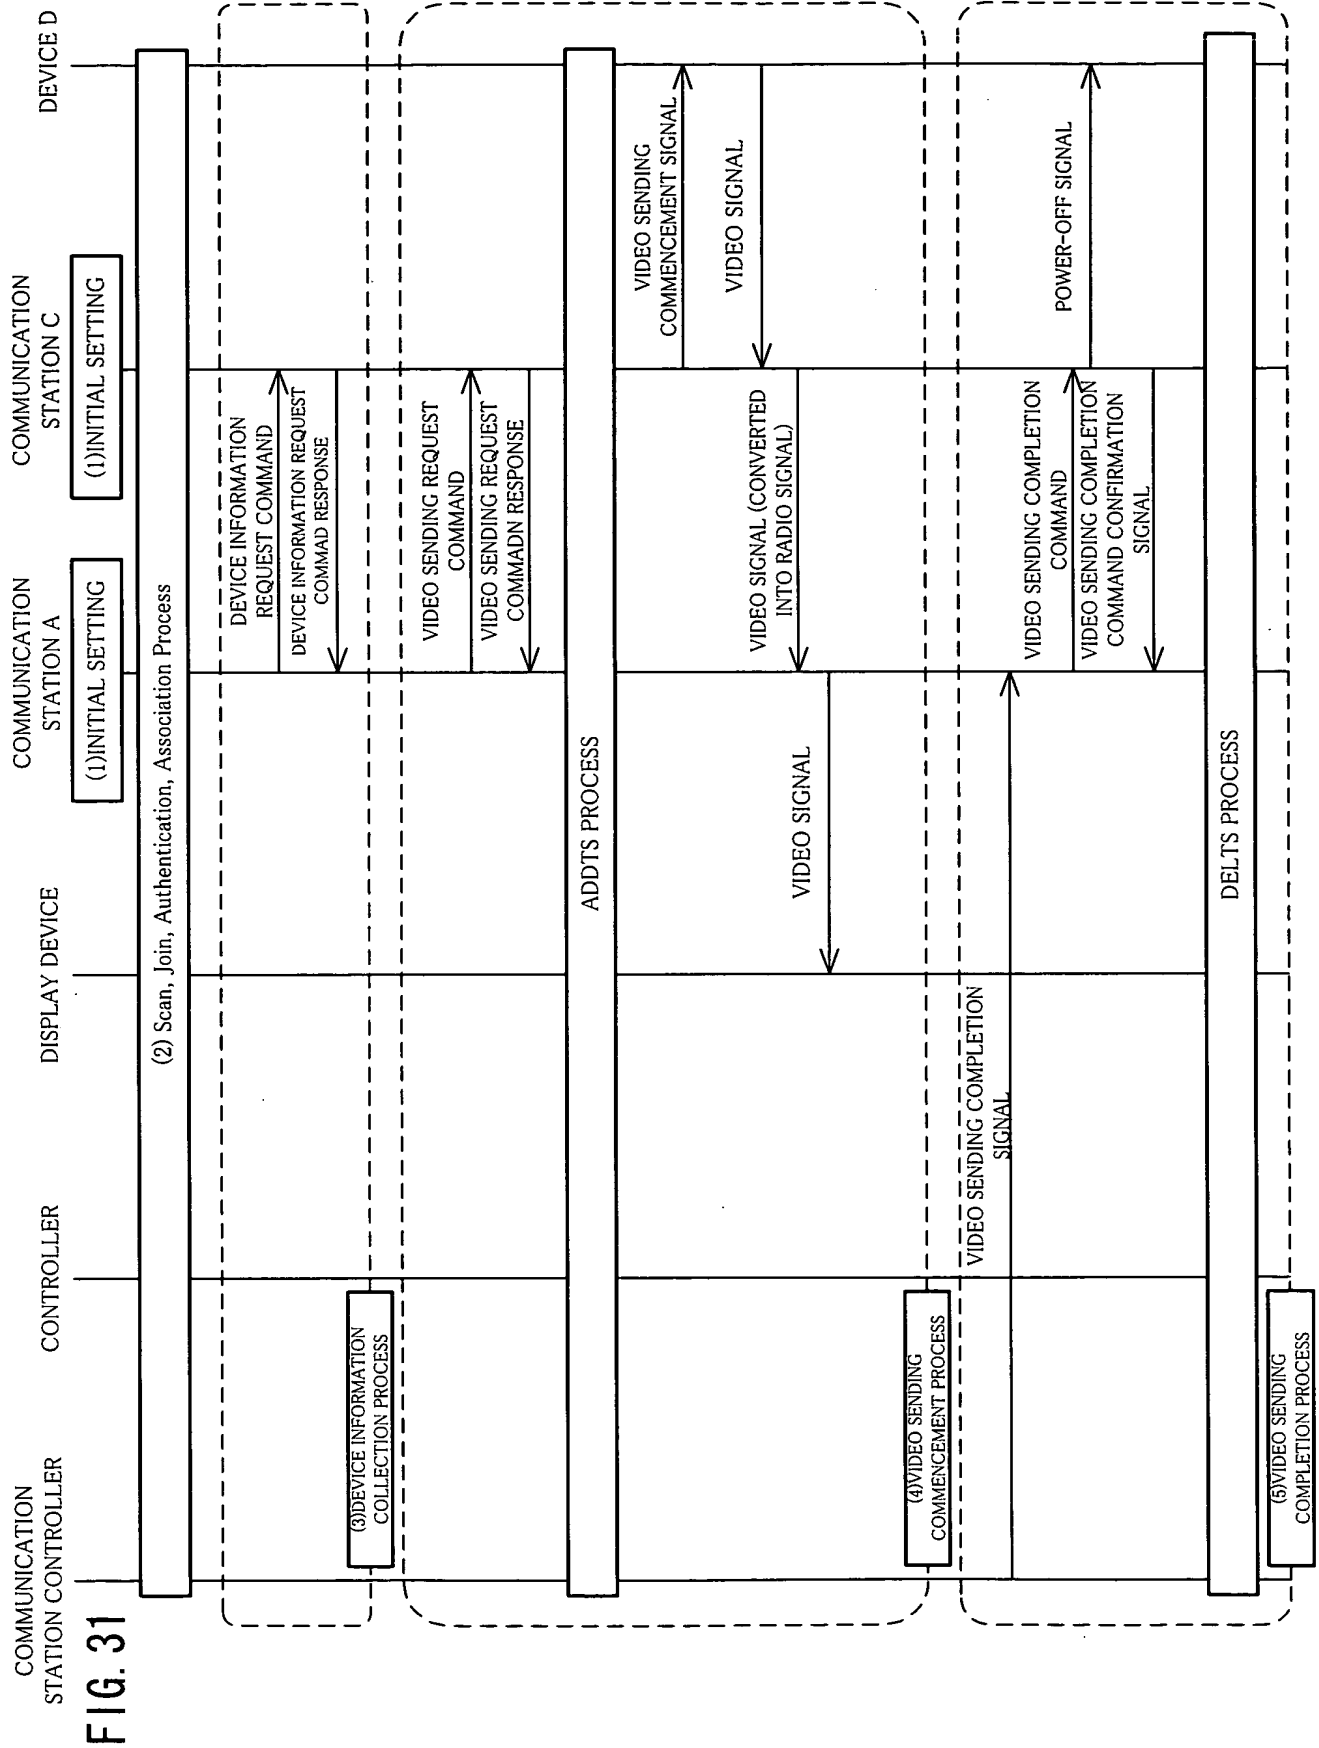 FIG. 31
COMMUNICATION
STATION CONTROLLER
CONTROLLER
DISPLAY DEVICE
COMMUNICATION
STATION A
COMMUNICATION
STATION C
DEVICE D
(1)INITIAL SETTING
(1)INITIAL SETTING
(2) Scan, Join, Authentication, Association Process
DEVICE INFORMATION
REQUEST COMMAND
DEVICE INFORMATION REQUEST
COMMAD RESPONSE
(3)DEVICE INFORMATION
COLLECTION PROCESS
VIDEO SENDING REQUEST
COMMAND
VIDEO SENDING REQUEST
COMMADN RESPONSE
ADDTS PROCESS
VIDEO SENDING
COMMENCEMENT SIGNAL
VIDEO SIGNAL
VIDEO SIGNAL (CONVERTED
INTO RADIO SIGNAL)
VIDEO SIGNAL
(4)VIDEO SENDING
COMMENCEMENT PROCESS
VIDEO SENDING COMPLETION
SIGNAL
VIDEO SENDING COMPLETION
COMMAND
POWER-OFF SIGNAL
VIDEO SENDING COMPLETION
COMMAND CONFIRMATION
SIGNAL
DELTS PROCESS
(5)VIDEO SENDING
COMPLETION PROCESS